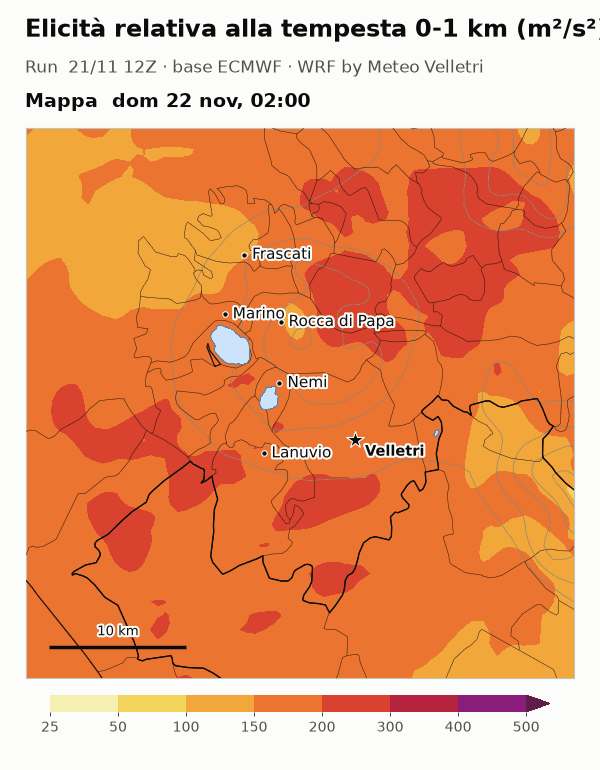 Elicità relativa alla tempesta 0-1 km (m²/s²)
Run 21/11 12Z · base ECMWF · WRF by Meteo Velletri
Mappa dom 22 nov, 02:00
Frascati
Marino
Rocca di Papa
Nemi
Velletri
Lanuvio
10 km
25 50 100 150 200 300 400 500